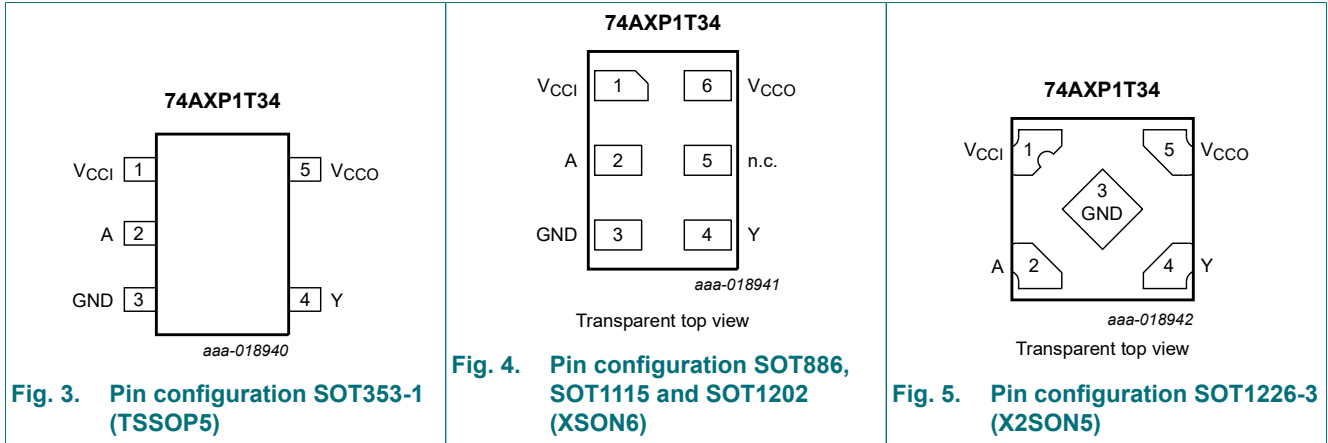 74AXP1T34
VCCI 1
5 VCCO
A 2
GND 3
4 Y
aaa-018940
Fig. 3. Pin configuration SOT353-1
(TSSOP5)
74AXP1T34
VCCI 1
6 VCCO
A 2
5 n.c.
GND 3
4 Y
aaa-018941
Transparent top view
Fig. 4. Pin configuration SOT886,
SOT1115 and SOT1202
(XSON6)
74AXP1T34
VCCI 1
5 VCCO
3
GND
A 2
4 Y
aaa-018942
Transparent top view
Fig. 5. Pin configuration SOT1226-3
(X2SON5)